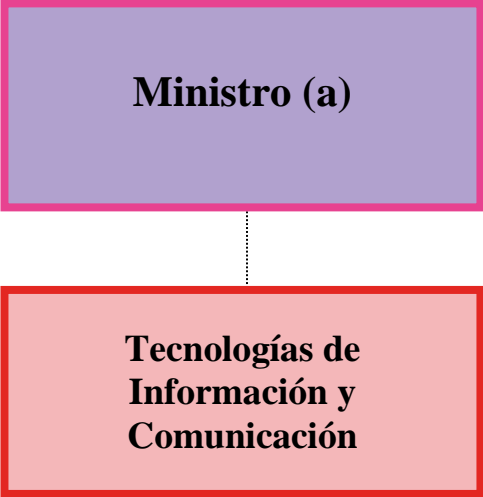 Ministro (a)
Tecnologías de
Información y
Comunicación